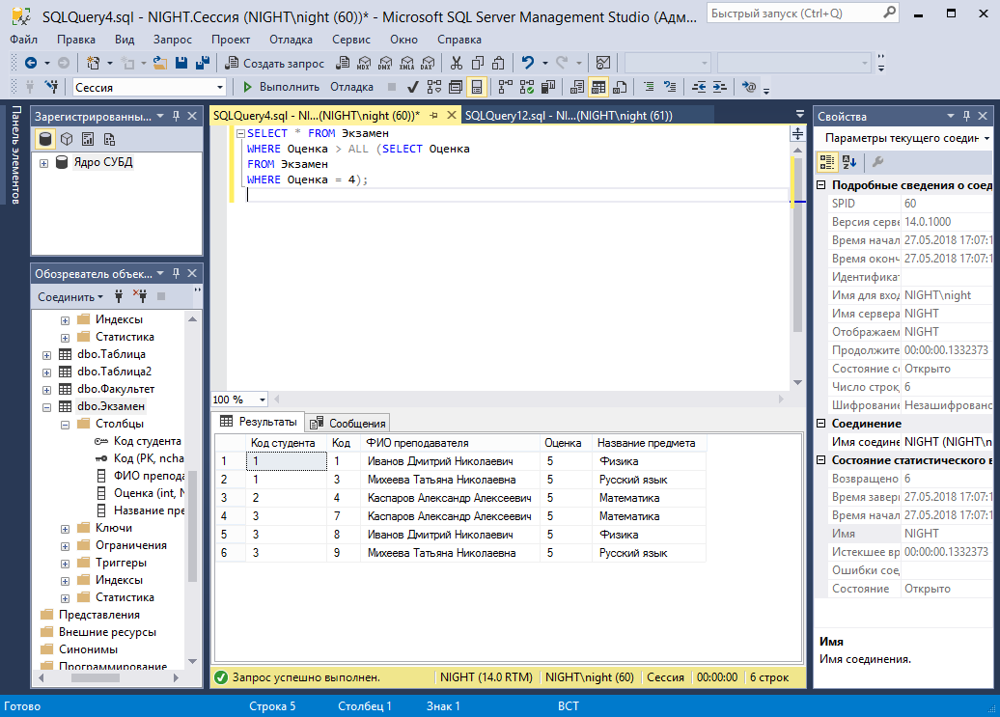 SQLQuery4.sql - NIGHT.Сессия (NIGHT\night (60))* - Microsoft SQL Server Management Studio (Адм...
Быстрый запуск (Ctrl+Q)
Файл Правка Вид Запрос Проект Отладка Сервис Окно Справка
Создать запрос MDX DMX XMLA DAX
Сессия Выполнить Отладка
Панель элементов
Зарегистрированны...
Ядро СУБД
Обозреватель объек...
Соединить
Индексы
Статистика
dbo.Таблица
dbo.Таблица2
dbo.Факультет
dbo.Экзамен
Столбцы
Код студента
Код (PK, ncha
ФИО препода
Оценка (int, N
Название пре
Ключи
Ограничения
Триггеры
Индексы
Статистика
Представления
Внешние ресурсы
Синонимы
Программирование
SQLQuery4.sql - NI...(NIGHT\night (60))* SQLQuery12.sql - NI...(NIGHT\night (61))
SELECT * FROM Экзамен
WHERE Оценка > ALL (SELECT Оценка
FROM Экзамен
WHERE Оценка = 4);
100 %
Результаты Сообщения
Код студента Код ФИО преподавателя Оценка Название предмета
1 1 1 Иванов Дмитрий Николаевич 5 Физика
2 1 3 Михеева Татьяна Николаевна 5 Русский язык
3 2 4 Каспаров Александр Алексеевич 5 Математика
4 3 7 Каспаров Александр Алексеевич 5 Математика
5 3 8 Иванов Дмитрий Николаевич 5 Физика
6 3 9 Михеева Татьяна Николаевна 5 Русский язык
Запрос успешно выполнен. NIGHT (14.0 RTM) NIGHT\night (60) Сессия 00:00:00 6 строк
Свойства
Параметры текущего соедин
Подробные сведения о соед
SPID 60
Версия серве 14.0.1000
Время начал 27.05.2018 17:07:1
Время оконч 27.05.2018 17:07:1
Идентификат
Имя для вход NIGHT\night
Имя сервера NIGHT
Отображаем NIGHT
Продолжите 00:00:00.1332373
Состояние со Открыто
Число строк, 6
Шифрование Незашифрованс
Соединение
Имя соедине NIGHT (NIGHT\n
Состояние статистического в
Возвращено 6
Время завер 27.05.2018 17:07:1
Время начал 27.05.2018 17:07:1
Имя NIGHT
Истекшее вр 00:00:00.1332373
Ошибки соед
Состояние Открыто
Имя
Имя соединения.
Готово Строка 5 Столбец 1 Знак 1 ВСТ